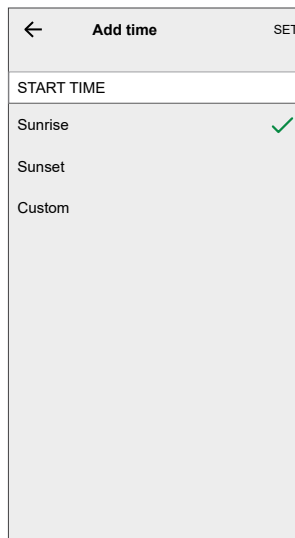 Add time SET
START TIME
Sunrise
Sunset
Custom